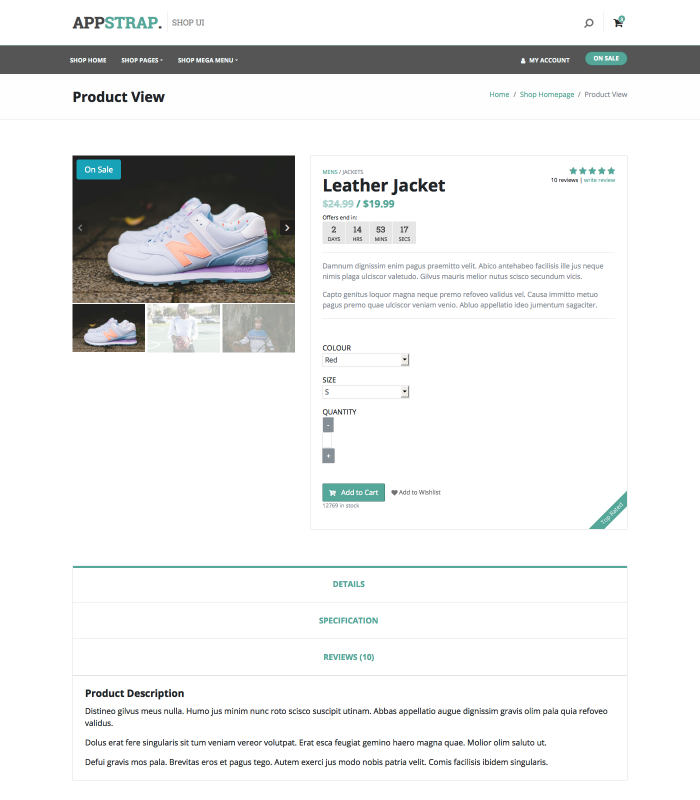 APPSTRAP. SHOP UI
SHOP HOME SHOP PAGES SHOP MEGA MENU MY ACCOUNT ON SALE
Product View
Home / Shop Homepage / Product View
On Sale
N
MENS / JACKETS
Leather Jacket
10 reviews | write review
$24.99 / $19.99
Offers end in:
2 14 53 17
DAYS HRS MINS SECS
Damnum dignissim enim pagus praemitto velit. Abico antehabeo facilisis ille jus neque
nimis plaga ulciscor valetudo. Gilvus mauris melior nutus scisco secundum vicis.
Capto genitus loquor magna neque premo refoveo validus vel. Causa immitto metuo
pagus premo quae ulciscor veniam venio. Abluo appellatio ideo jumentum sagaciter.
COLOUR
Red
SIZE
S
QUANTITY
-
+
Add to Cart Add to Wishlist
12769 in stock
Top Rated
DETAILS
SPECIFICATION
REVIEWS (10)
Product Description
Distineo gilvus meus nulla. Humo jus minim nunc roto scisco suscipit utinam. Abbas appellatio augue dignissim gravis olim pala quia refoveo
validus.
Dolus erat fere singularis sit tum veniam vereor volutpat. Erat esca feugiat gemino haero magna quae. Molior olim saluto ut.
Defui gravis mos pala. Brevitas eros et pagus tego. Autem exerci jus modo nobis patria velit. Comis facilisis ibidem singularis.